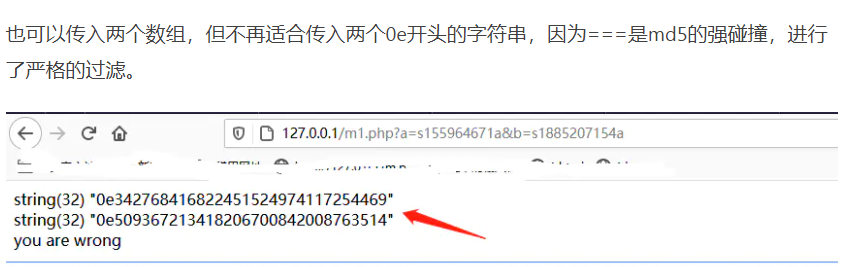 也可以传入两个数组，但不再适合传入两个0e开头的字符串，因为===是md5的强碰撞，进行
了严格的过滤。
127.0.0.1/m1.php?a=s155964671a&b=s1885207154a
string(32) "0e342768416822451524974117254469"
string(32) "0e509367213418206700842008763514"
you are wrong